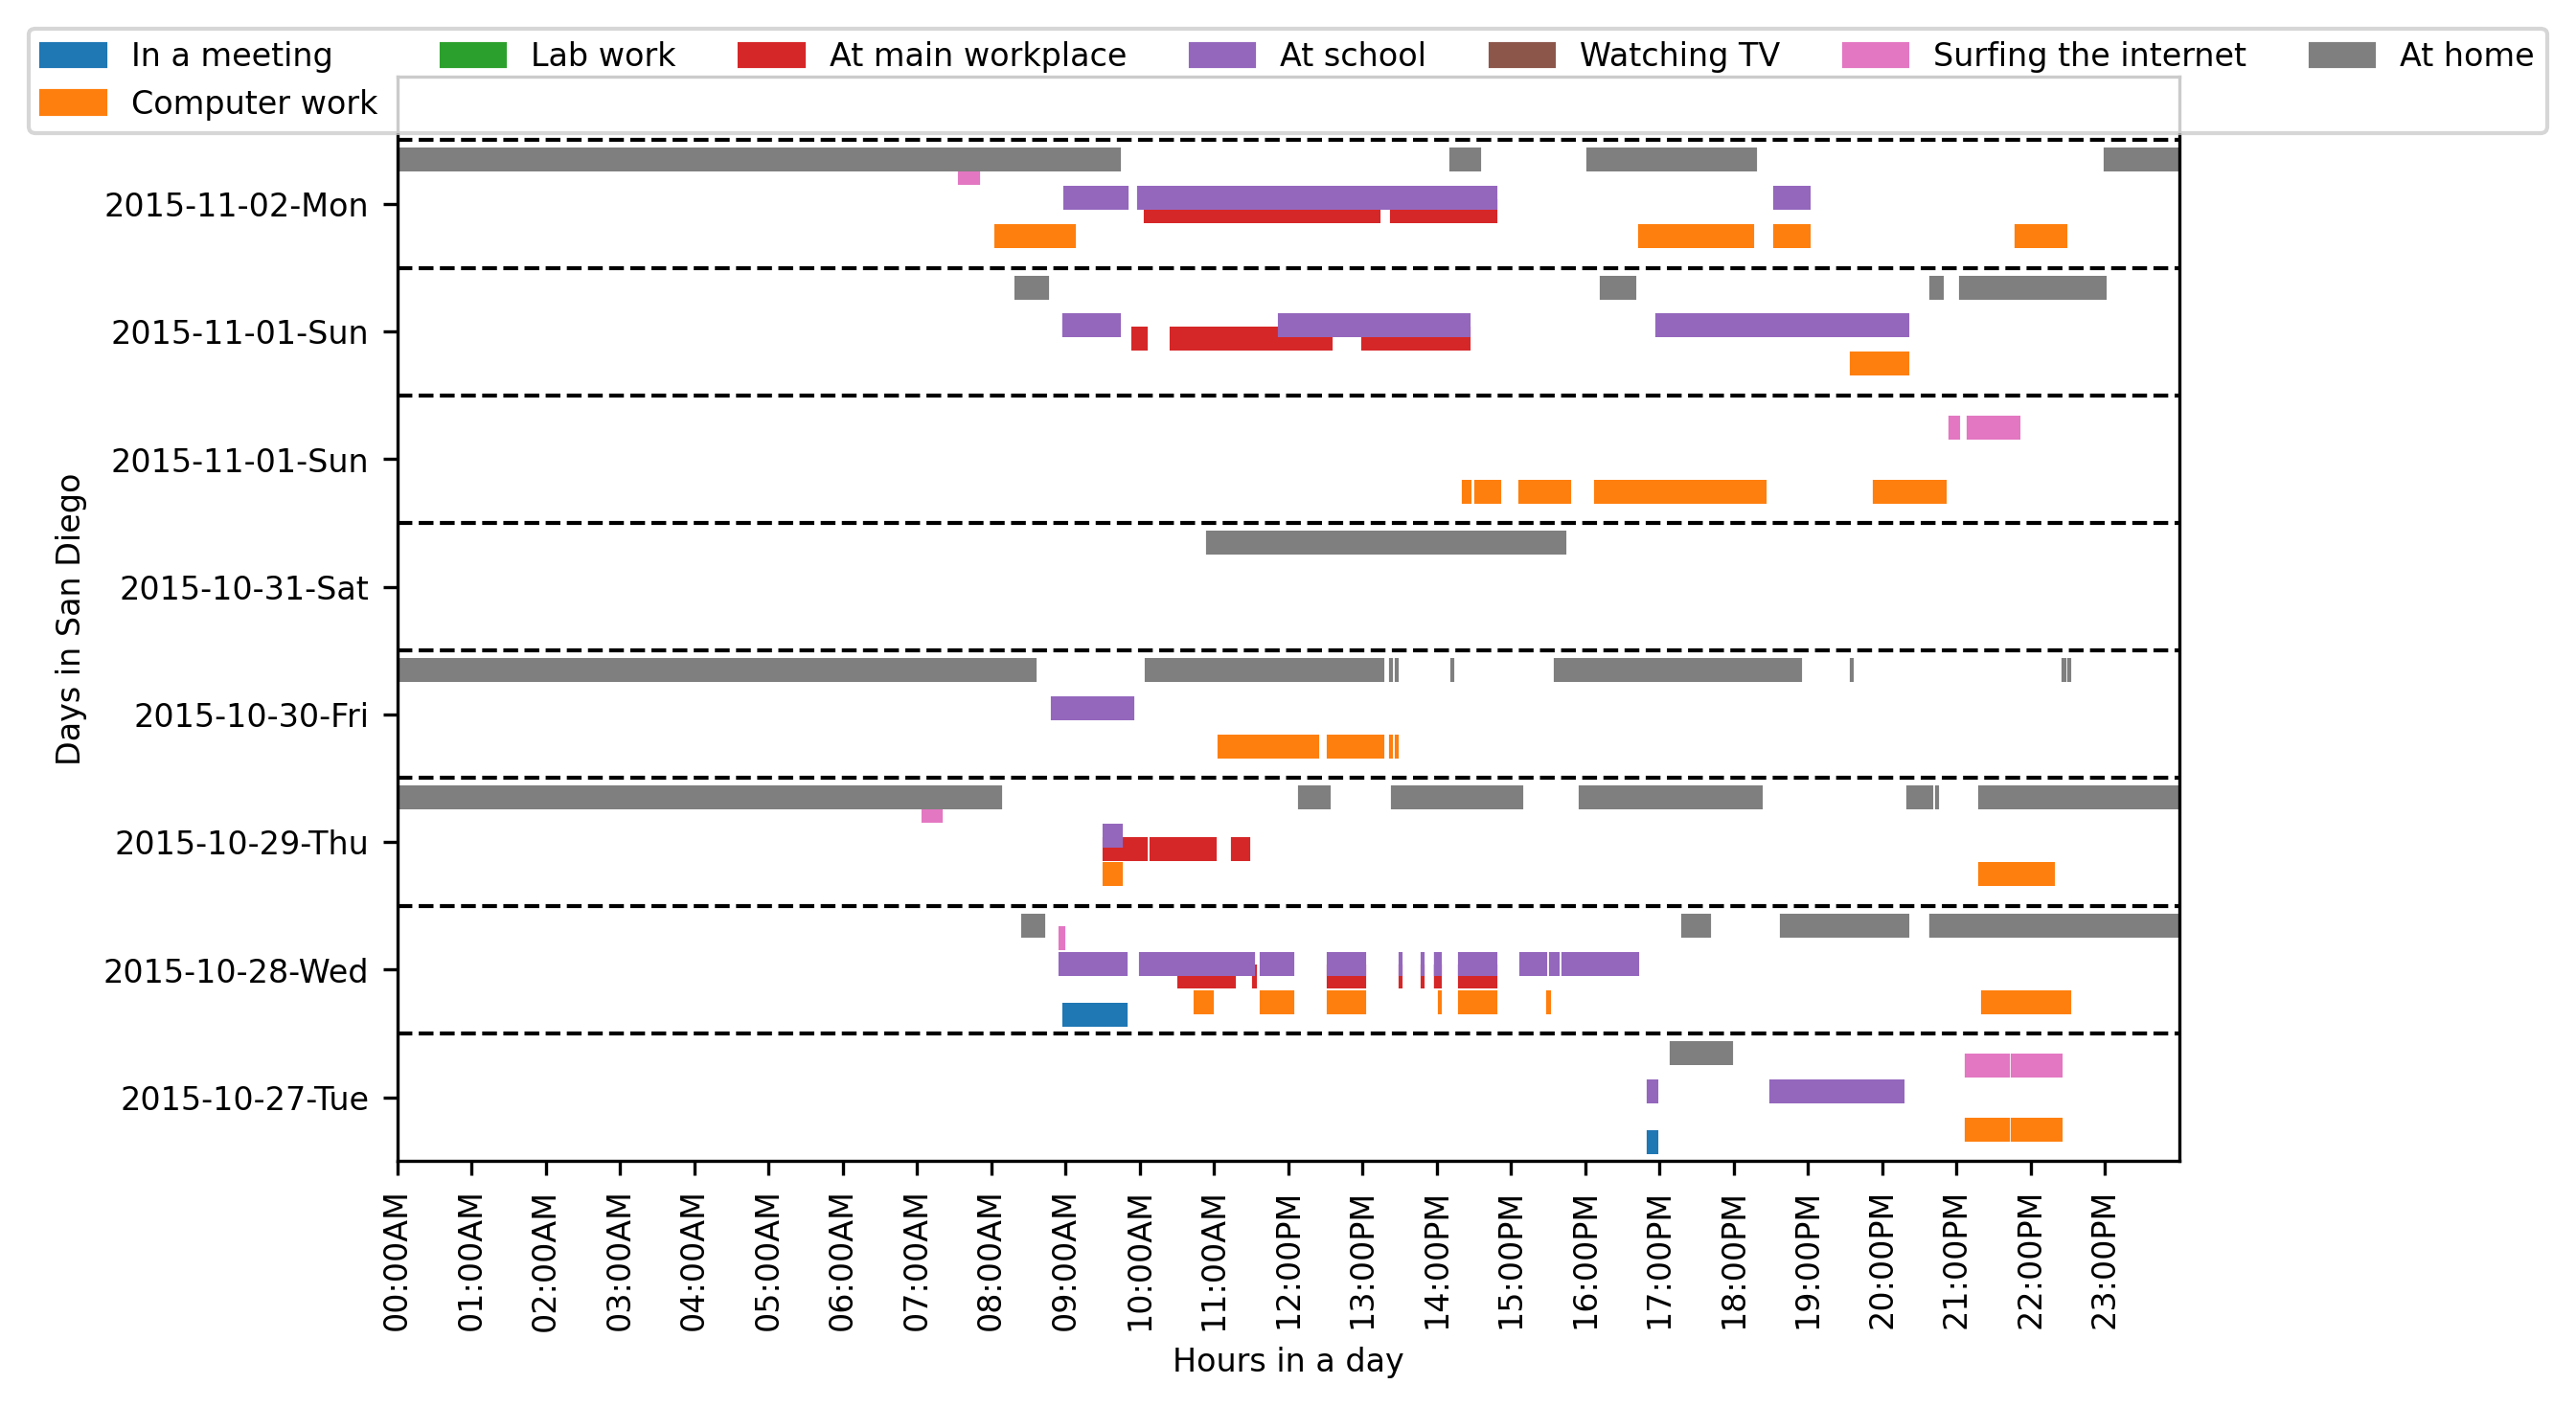 In a meeting Lab work At main workplace At school Watching TV Surfing the internet At home
Computer work
2015-11-02-Mon
2015-11-01-Sun
2015-11-01-Sun
2015-10-31-Sat
2015-10-30-Fri
2015-10-29-Thu
2015-10-28-Wed
2015-10-27-Tue
Days in San Diego
00:00AM
01:00AM
02:00AM
03:00AM
04:00AM
05:00AM
06:00AM
07:00AM
08:00AM
09:00AM
10:00AM
11:00AM
12:00PM
13:00PM
14:00PM
15:00PM
16:00PM
17:00PM
18:00PM
19:00PM
20:00PM
21:00PM
22:00PM
23:00PM
Hours in a day